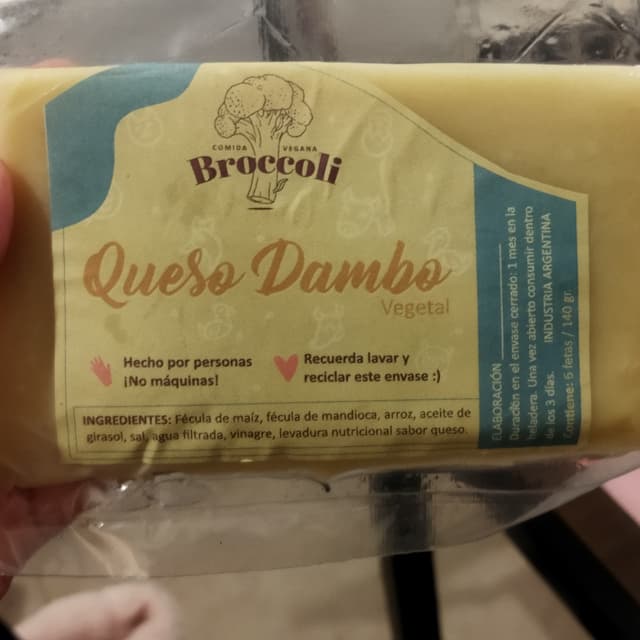 COMIDA VEGANA
Broccoli
Queso Dambo
Vegetal
Hecho por personas
¡No máquinas!
Recuerda lavar y
reciclar este envase :)
INGREDIENTES: Fécula de maíz, fécula de mandioca, arroz, aceite de
girasol, sal, agua filtrada, vinagre, levadura nutricional sabor queso.
ELABORACIÓN
Duración en el envase cerrado: 1 mes en la
heladera. Una vez abierto consumir dentro
de los 3 días. INDUSTRIA ARGENTINA
Contiene: 6 fetas / 140 gr